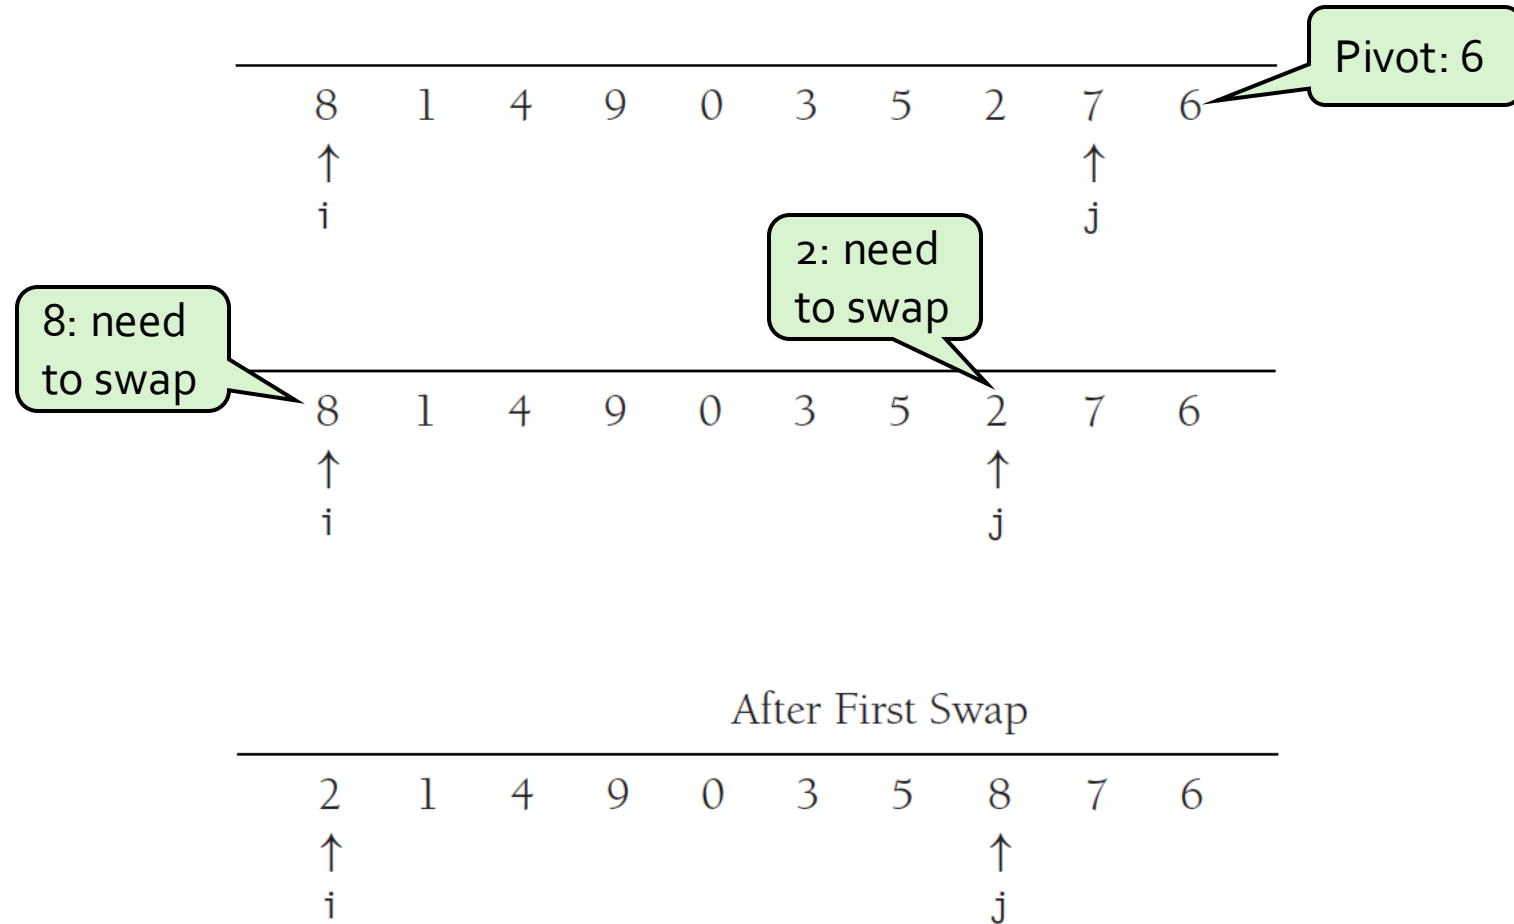 Pivot: 6
8 1 4 9 0 3 5 2 7 6
↑ ↑
i j
2: need
to swap
8: need
to swap
8 1 4 9 0 3 5 2 7 6
↑ ↑
i j
After First Swap
2 1 4 9 0 3 5 8 7 6
↑ ↑
i j